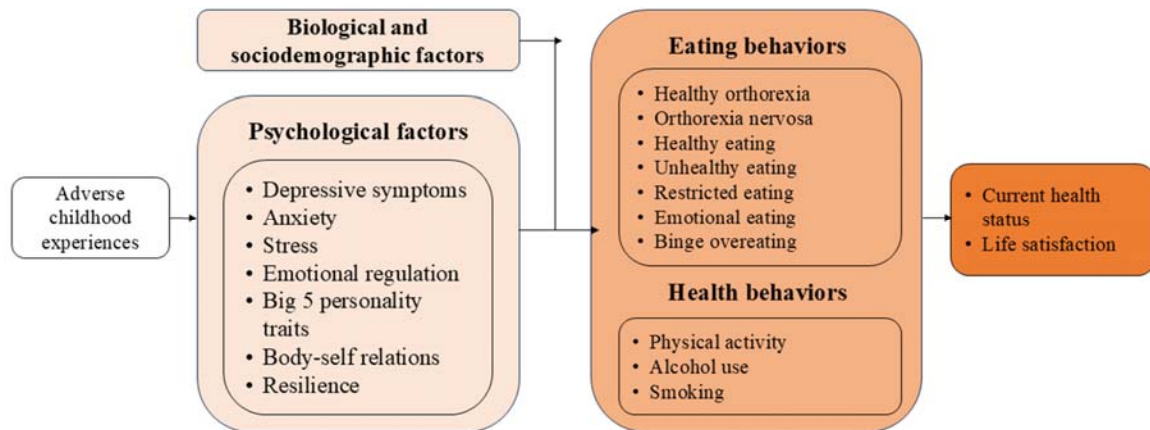 Biological and
sociodemographic factors
Psychological factors
• Depressive symptoms
• Anxiety
• Stress
• Emotional regulation
• Big 5 personality
traits
• Body-self relations
• Resilience
Adverse
childhood
experiences
Eating behaviors
• Healthy orthorexia
• Orthorexia nervosa
• Healthy eating
• Unhealthy eating
• Restricted eating
• Emotional eating
• Binge overeating
Health behaviors
• Physical activity
• Alcohol use
• Smoking
• Current health
status
• Life satisfaction